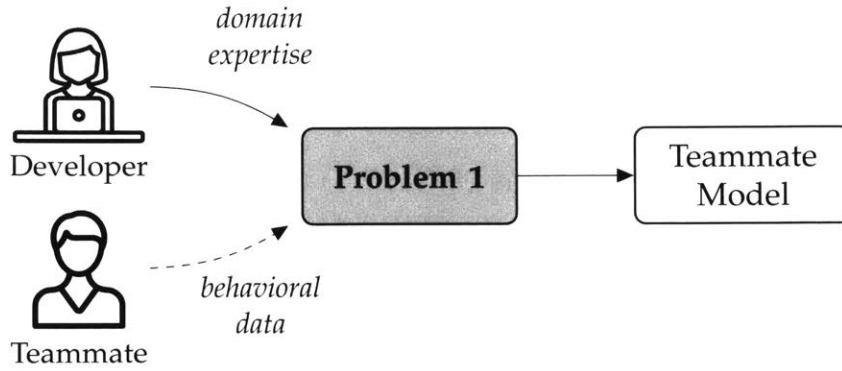 domain
expertise
Developer
Problem 1
Teammate
Model
behavioral
data
Teammate